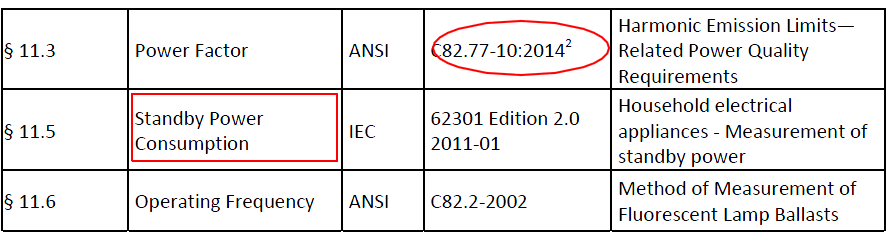 § 11.3 Power Factor ANSI C82.77-10:2014² Harmonic Emission Limits—
Related Power Quality
Requirements
§ 11.5 Standby Power
Consumption IEC 62301 Edition 2.0
2011-01 Household electrical
appliances - Measurement of
standby power
§ 11.6 Operating Frequency ANSI C82.2-2002 Method of Measurement of
Fluorescent Lamp Ballasts